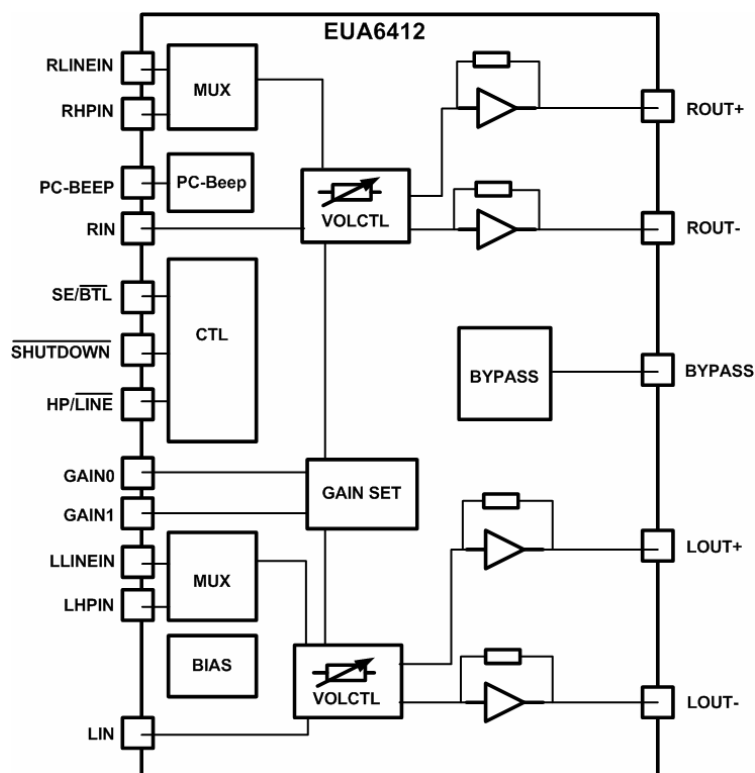 EUA6412
RLINEIN
MUX
RHPIN
ROUT+
PC-BEEP
PC-Beep
VOLCTL
RIN
ROUT-
SE/BTL
CTL
SHUTDOWN
HP/LINE
BYPASS
BYPASS
GAIN0
GAIN SET
GAIN1
LLINEIN
MUX
LHPIN
LOUT+
BIAS
VOLCTL
LOUT-
LIN